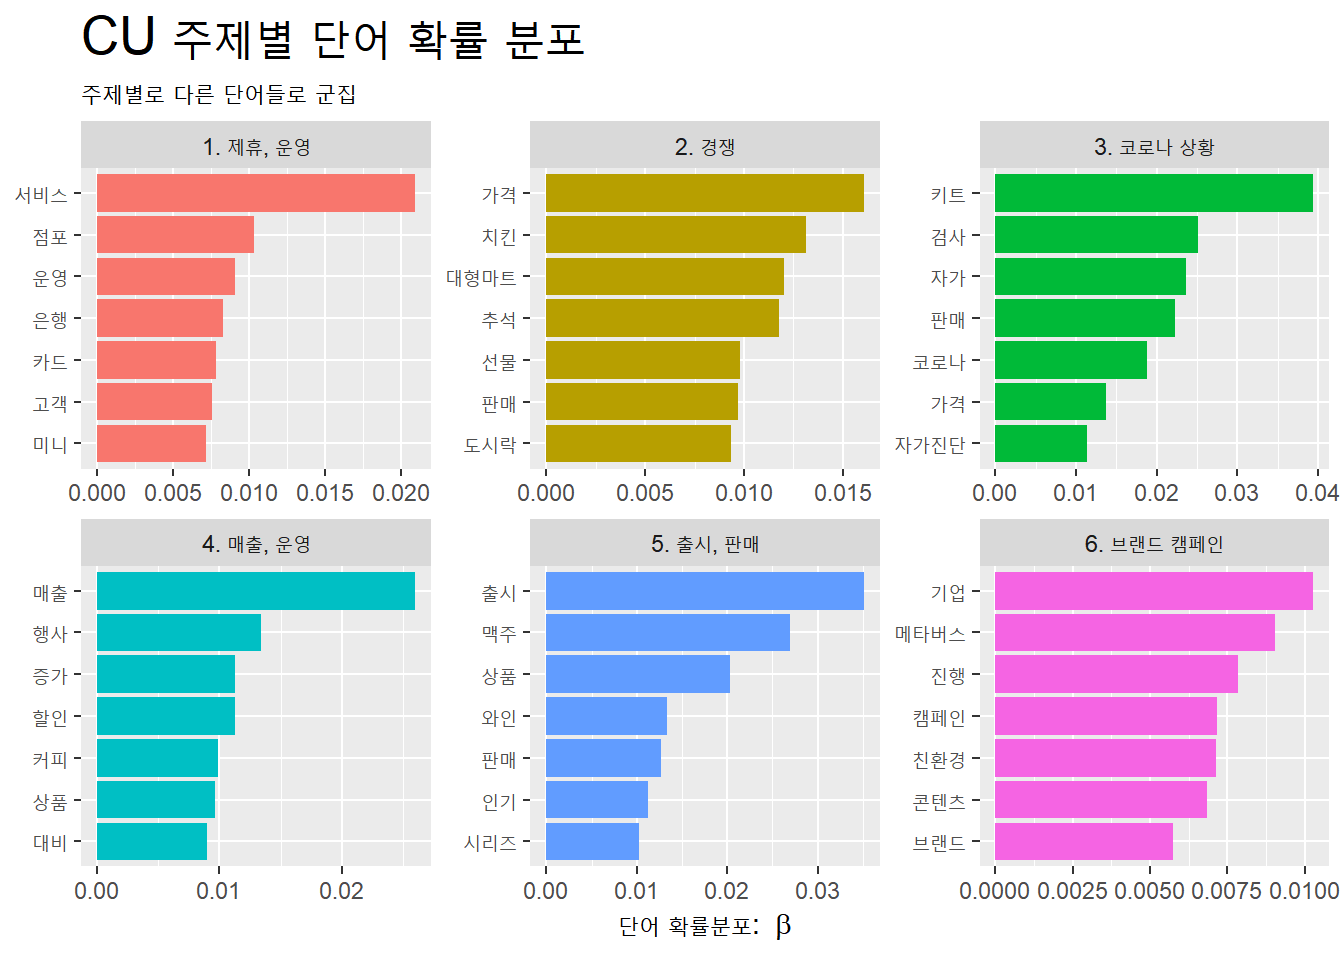 CU 주제별 단어 확률 분포
주제별로 다른 단어들로 군집
1. 제휴, 운영
서비스
점포
운영
은행
카드
고객
미니
0.000 0.005 0.010 0.015 0.020
2. 경쟁
가격
치킨
대형마트
추석
선물
판매
도시락
0.000 0.005 0.010 0.015
3. 코로나 상황
키트
검사
자가
판매
코로나
가격
자가진단
0.00 0.01 0.02 0.03 0.04
4. 매출, 운영
매출
행사
증가
할인
커피
상품
대비
0.00 0.01 0.02
5. 출시, 판매
출시
맥주
상품
와인
판매
인기
시리즈
0.00 0.01 0.02 0.03
6. 브랜드 캠페인
기업
메타버스
진행
캠페인
친환경
콘텐츠
브랜드
0.0000 0.0025 0.0050 0.0075 0.0100
단어 확률분포: β